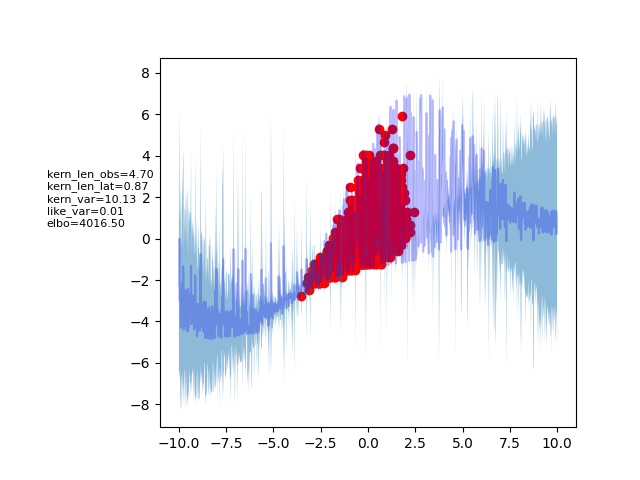 8
6
4
2
0
−2
−4
−6
−8
kern_len_obs=4.70
kern_len_lat=0.87
kern_var=10.13
like_var=0.01
elbo=4016.50
−10.0 −7.5 −5.0 −2.5 0.0 2.5 5.0 7.5 10.0